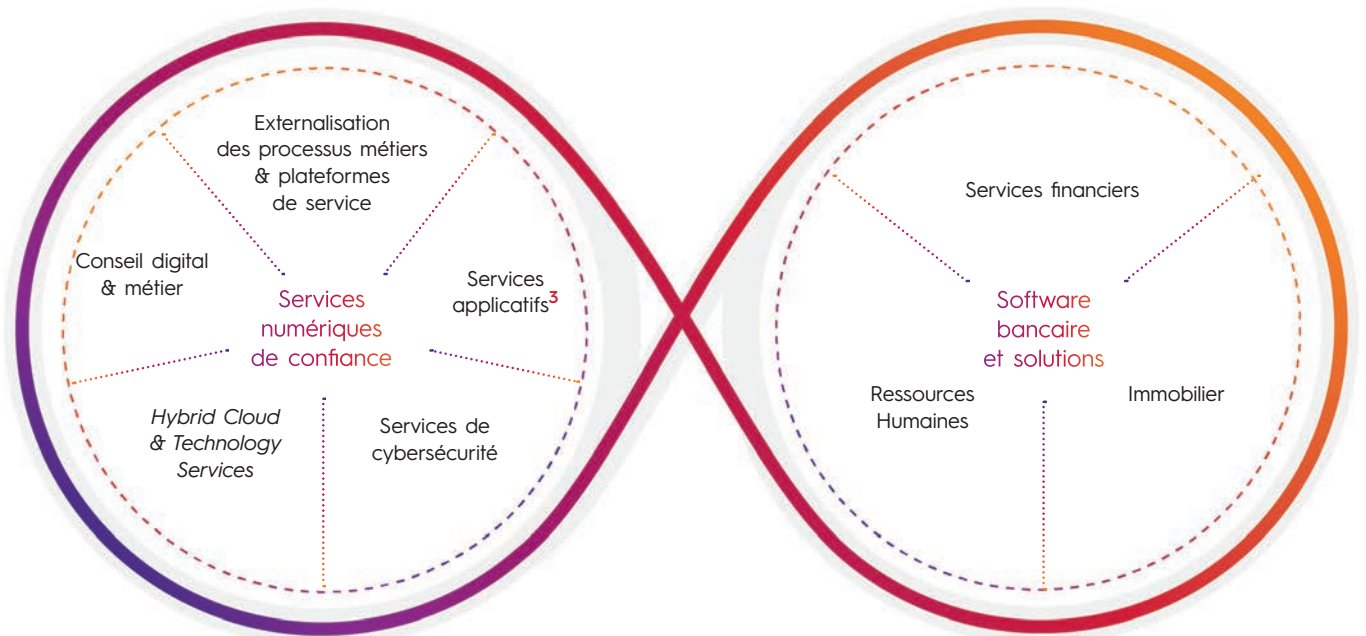 Externalisation
des processus métiers
& plateformes
de service
Conseil digital
& métier
Services
applicatifs³
Services
numériques
de confiance
Hybrid Cloud
& Technology
Services
Services de
cybersécurité
Services financiers
Software
bancaire
et solutions
Ressources
Humaines
Immobilier